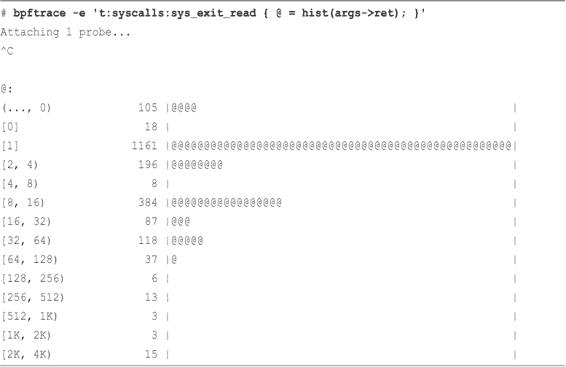 # bpftrace -e 't:syscalls:sys_exit_read { @ = hist(args->ret); }'
Attaching 1 probe...
^C

@:
(..., 0)             105 |@@@@                                                |
[0]                   18 |                                                    |
[1]                 1161 |@@@@@@@@@@@@@@@@@@@@@@@@@@@@@@@@@@@@@@@@@@@@@@@@@@@@|
[2, 4)               196 |@@@@@@@@                                            |
[4, 8)                 8 |                                                    |
[8, 16)              384 |@@@@@@@@@@@@@@@@@                                   |
[16, 32)              87 |@@@                                                 |
[32, 64)             118 |@@@@@                                               |
[64, 128)             37 |@                                                   |
[128, 256)             6 |                                                    |
[256, 512)            13 |                                                    |
[512, 1K)              3 |                                                    |
[1K, 2K)               3 |                                                    |
[2K, 4K)              15 |                                                    |